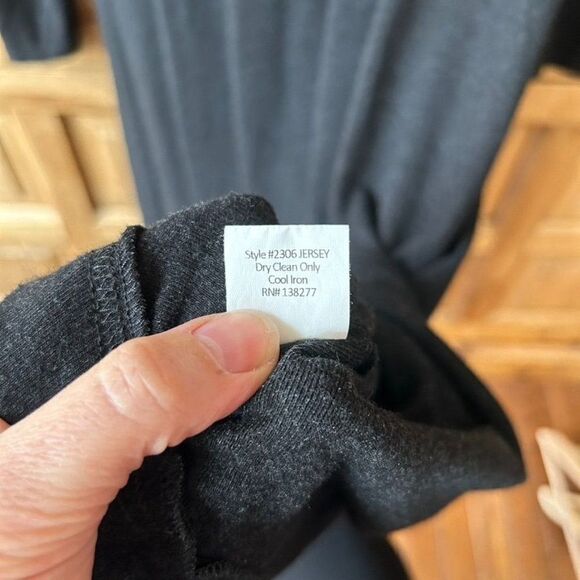 Style #2306 JERSEY
Dry Clean Only
Cool Iron
RN# 138277